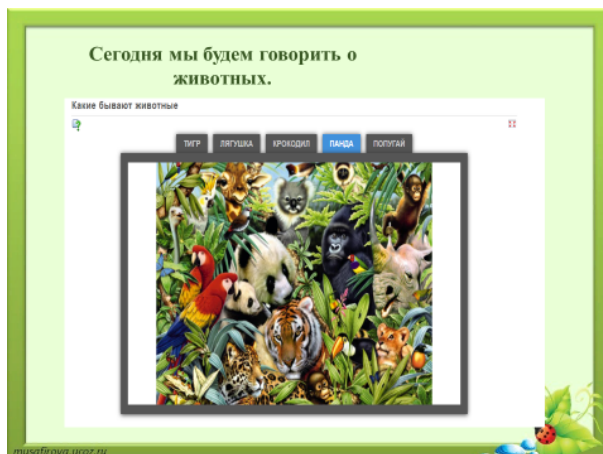 Сегодня мы будем говорить о
животных.
Какие бывают животные
ТИГР ЛЯГУШКА КРОКОДИЛ ПАНДА ПОПУГАЙ
musafirova.ucoz.ru